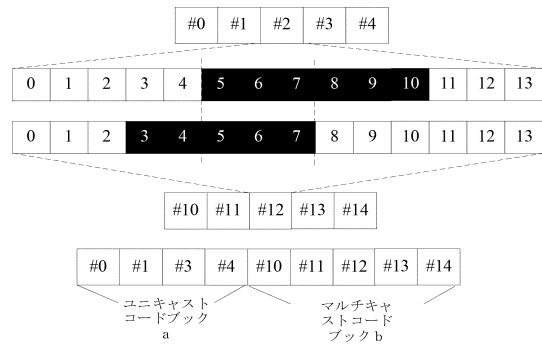 #0 #1 #2 #3 #4
0 1 2 3 4 5 6 7 8 9 10 11 12 13
0 1 2 3 4 5 6 7 8 9 10 11 12 13
#10 #11 #12 #13 #14
#0 #1 #3 #4 #10 #11 #12 #13 #14
ユニキャスト
コードブック
a
マルチキャ
ストコード
ブックb